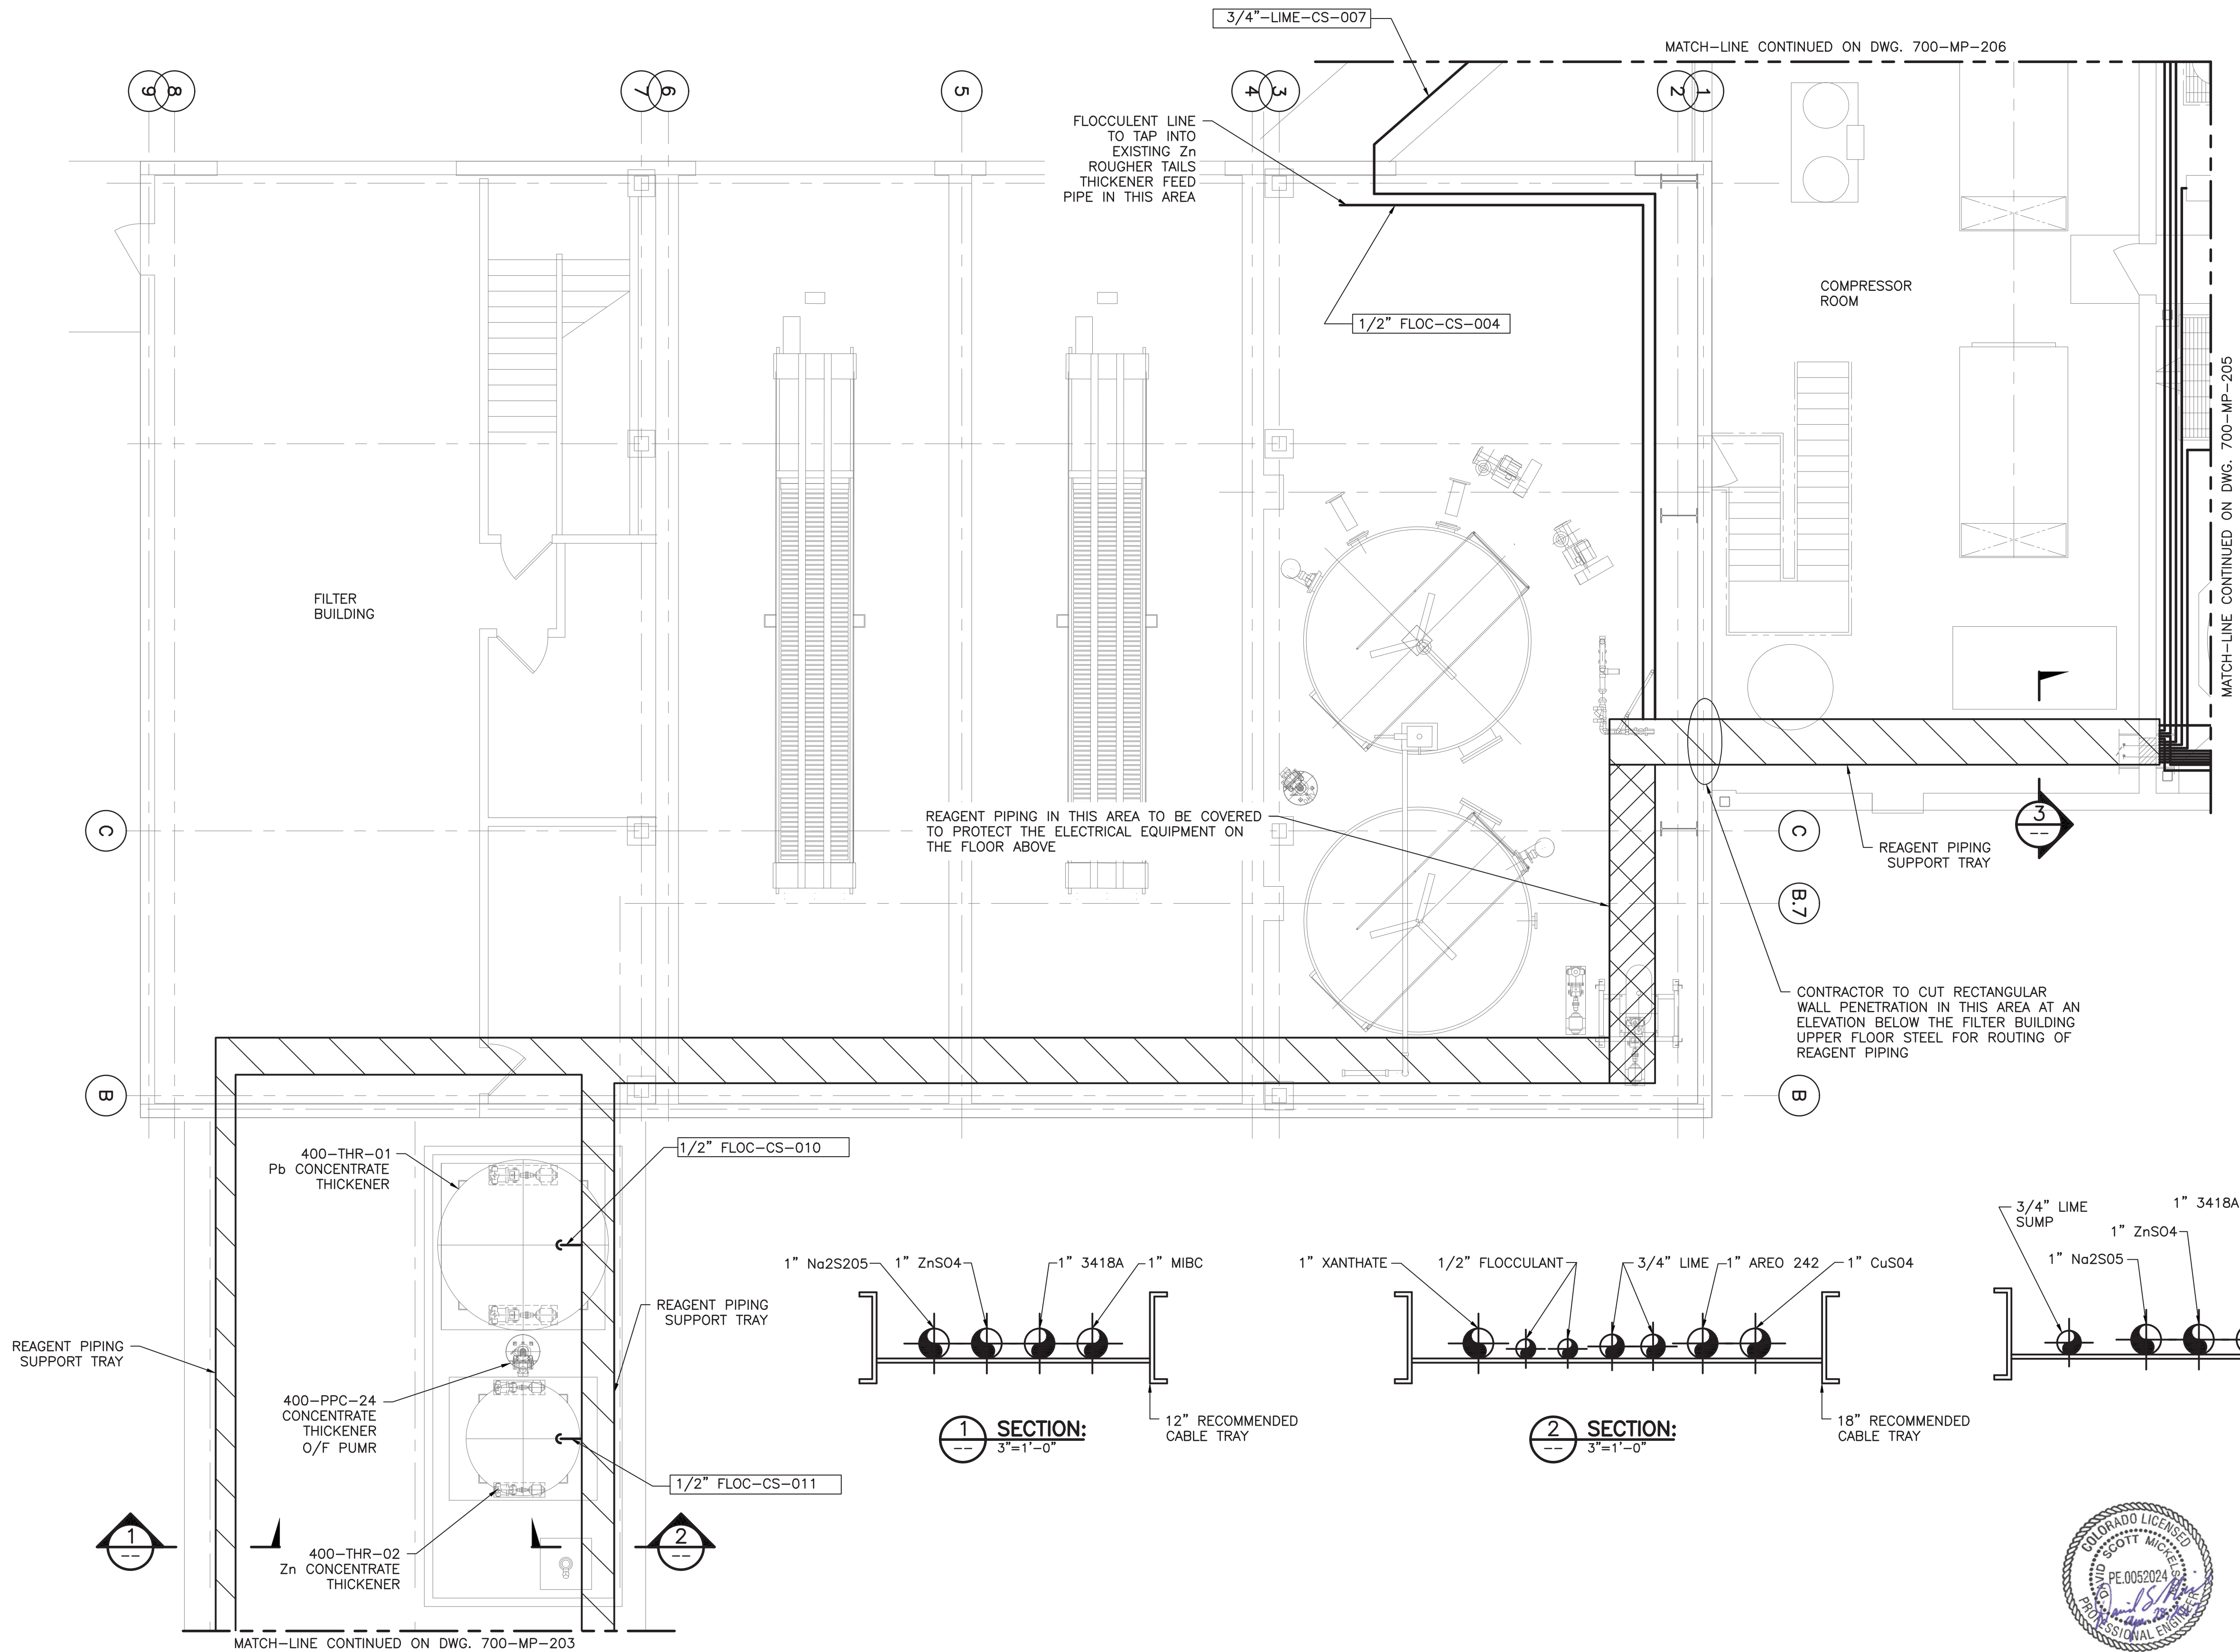 3/4"-LIME-CS-007
MATCH-LINE CONTINUED ON DWG. 700-MP-206
9
8
7
6
5
4
3
2
1
FLOCCULENT LINE
TO TAP INTO
EXISTING Zn
ROUGHER TAILS
THICKENER FEED
PIPE IN THIS AREA
1/2" FLOC-CS-004
COMPRESSOR
ROOM
MATCH-LINE CONTINUED ON DWG. 700-MP-205
FILTER
BUILDING
REAGENT PIPING IN THIS AREA TO BE COVERED
TO PROTECT THE ELECTRICAL EQUIPMENT ON
THE FLOOR ABOVE
C
C
3
--
REAGENT PIPING
SUPPORT TRAY
B.7
CONTRACTOR TO CUT RECTANGULAR
WALL PENETRATION IN THIS AREA AT AN
ELEVATION BELOW THE FILTER BUILDING
UPPER FLOOR STEEL FOR ROUTING OF
REAGENT PIPING
B
B
400-THR-01
Pb CONCENTRATE
THICKENER
1/2" FLOC-CS-010
REAGENT PIPING
SUPPORT TRAY
REAGENT PIPING
SUPPORT TRAY
400-PPC-24
CONCENTRATE
THICKENER
O/F PUMR
1/2" FLOC-CS-011
400-THR-02
Zn CONCENTRATE
THICKENER
1
--
2
--
MATCH-LINE CONTINUED ON DWG. 700-MP-203
1" Na2S205
1" ZnSO4
1" 3418A
1" MIBC
12" RECOMMENDED
CABLE TRAY
1
--
SECTION:
3"=1'-0"
1" XANTHATE
1/2" FLOCCULANT
3/4" LIME
1" AREO 242
1" CuSO4
18" RECOMMENDED
CABLE TRAY
2
--
SECTION:
3"=1'-0"
3/4" LIME
SUMP
1" Na2S05
1" ZnSO4
1" 3418A
COLORADO LICENSED
DAVID SCOTT
PE.0052024
PROFESSIONAL ENGINEER